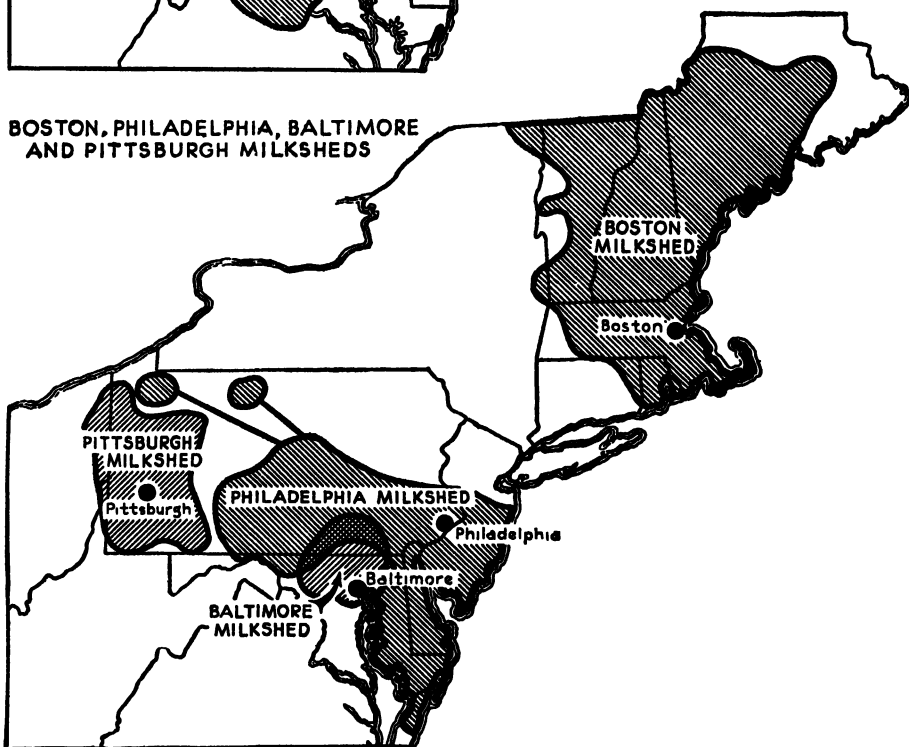 BOSTON, PHILADELPHIA, BALTIMORE
AND PITTSBURGH MILKSHEDS
BOSTON
MILKSHED
Boston
PITTSBURGH
MILKSHED
Pittsburgh
PHILADELPHIA MILKSHED
Philadelphia
Baltimore
BALTIMORE
MILKSHED